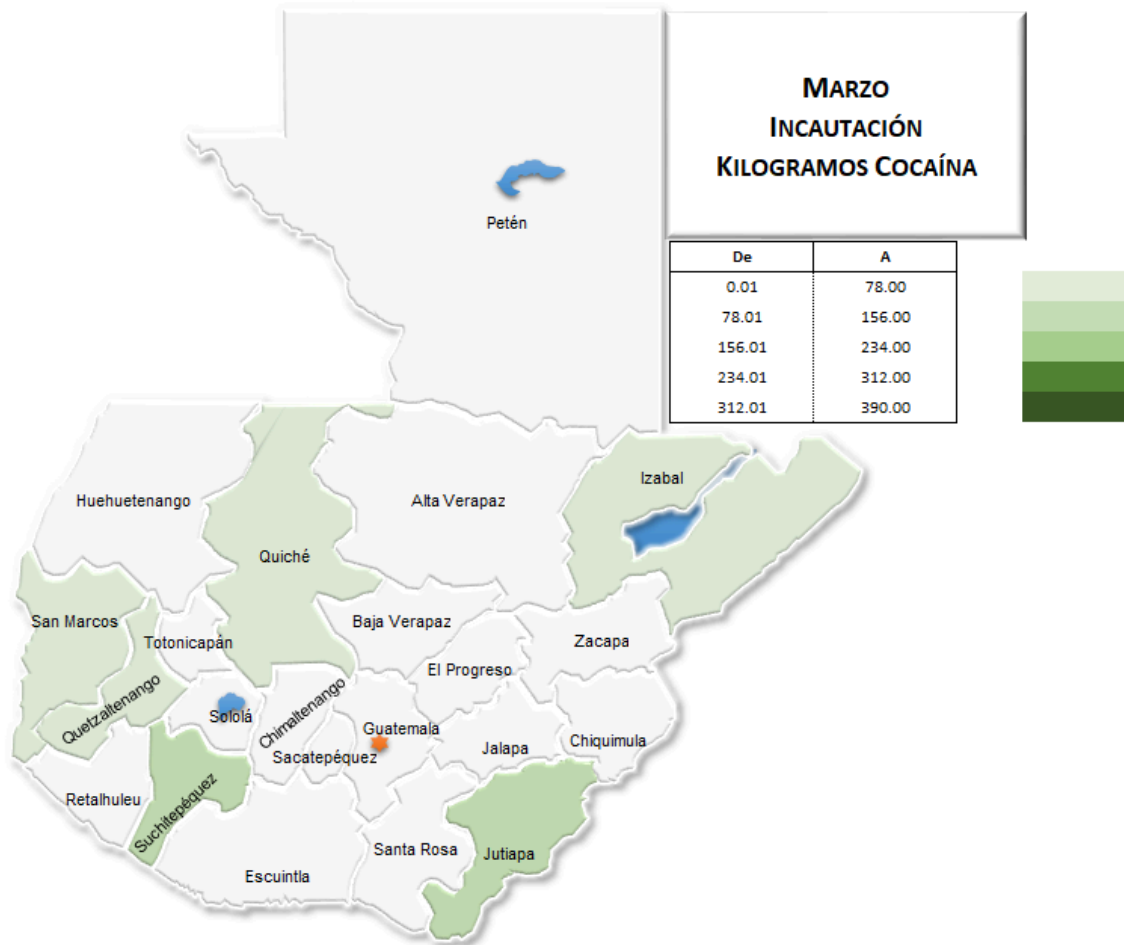 MARZO
INCAUTACIÓN
KILOGRAMOS COCAÍNA
De A
0.01 78.00
78.01 156.00
156.01 234.00
234.01 312.00
312.01 390.00
Petén
Izabal
Huehuetenango
Alta Verapaz
Quiché
San Marcos
Totonicapán
Baja Verapaz
Zacapa
El Progreso
Quetzaltenango
Sololá
Chimaltenango
Guatemala
Sacatepéquez
Jalapa
Chiquimula
Retalhuleu
Suchitepéquez
Santa Rosa
Jutiapa
Escuintla